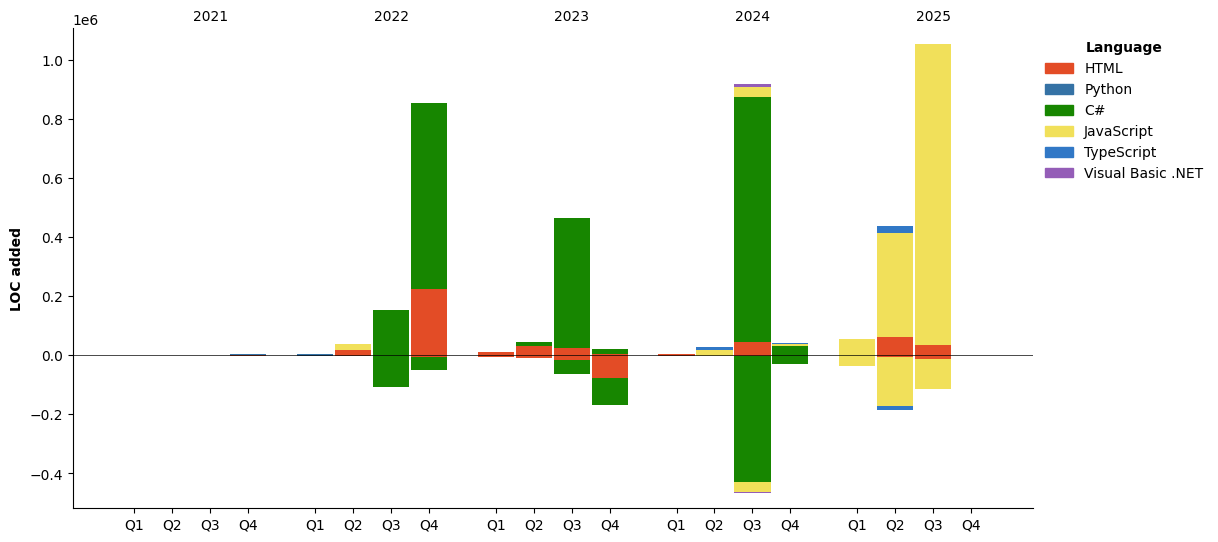 1e6
2021 2022 2023 2024 2025
Language
HTML
Python
C#
JavaScript
TypeScript
Visual Basic .NET
LOC added
1.0
0.8
0.6
0.4
0.2
0.0
−0.2
−0.4
Q1 Q2 Q3 Q4 Q1 Q2 Q3 Q4 Q1 Q2 Q3 Q4 Q1 Q2 Q3 Q4 Q1 Q2 Q3 Q4